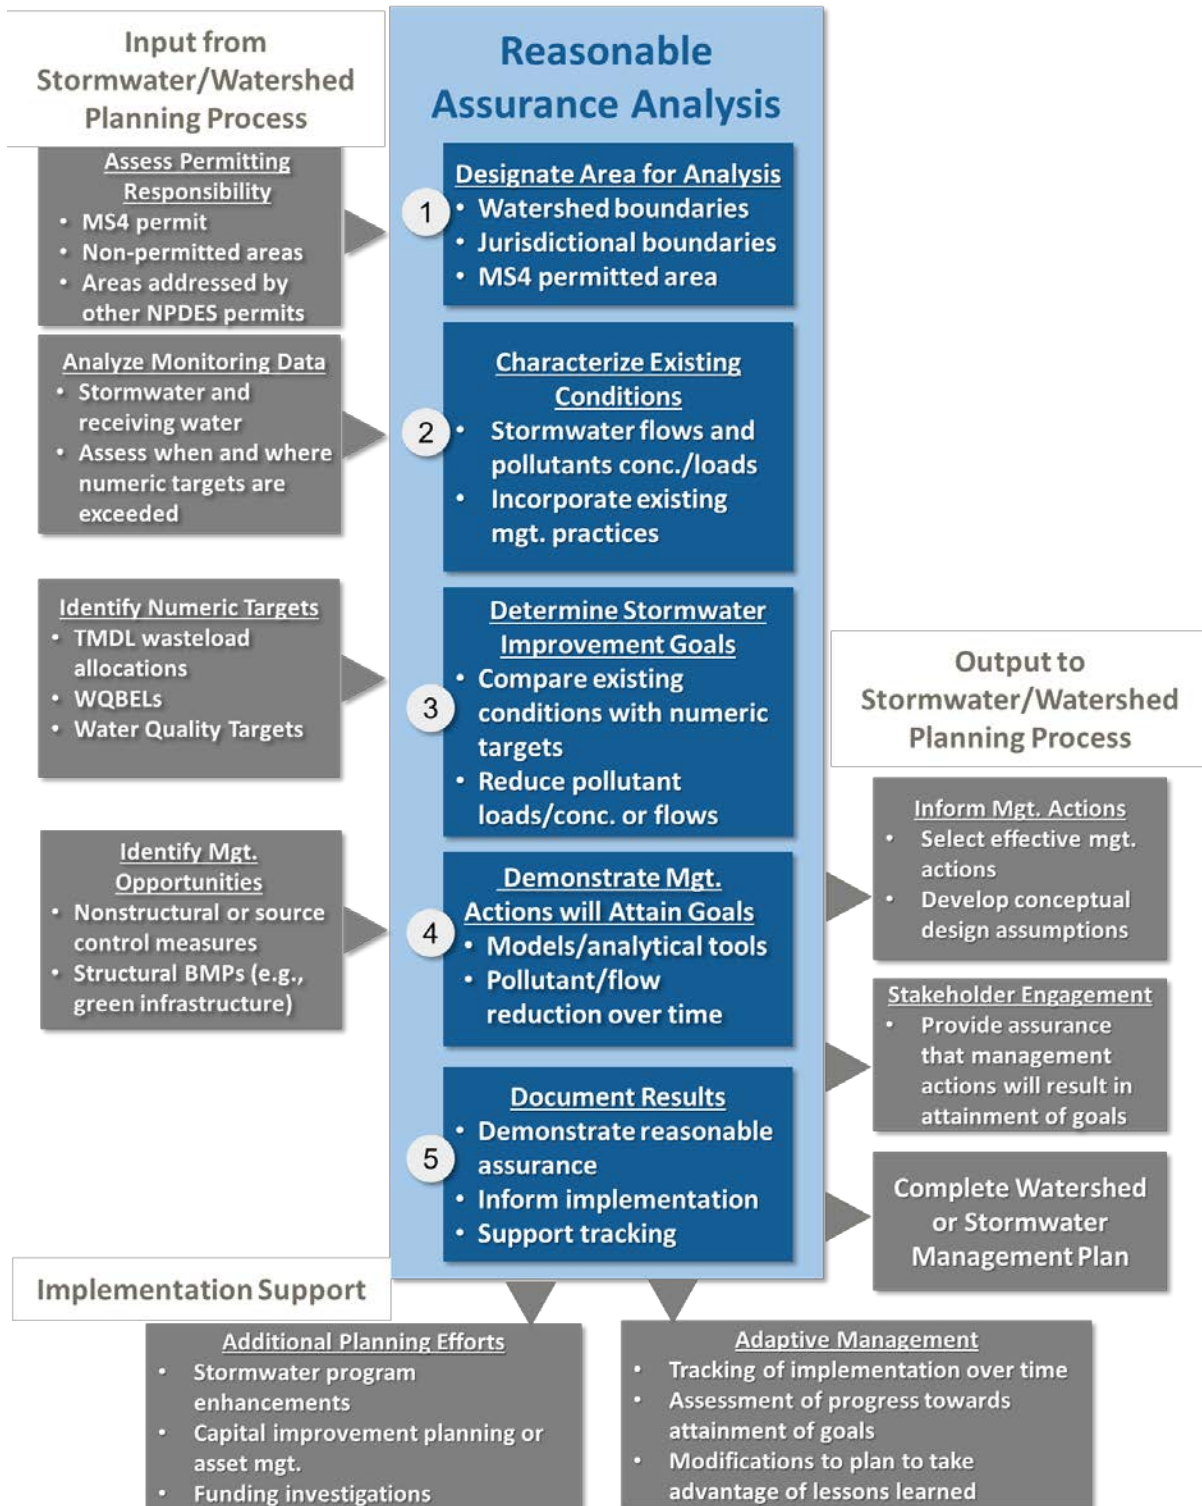 Input from
Stormwater/Watershed
Planning Process
Assess Permitting
Responsibility
• MS4 permit
• Non-permitted areas
• Areas addressed by
other NPDES permits
Analyze Monitoring Data
• Stormwater and
receiving water
• Assess when and where
numeric targets are
exceeded
Identify Numeric Targets
• TMDL wasteload
allocations
• WQBELs
• Water Quality Targets
Identify Mgt.
Opportunities
• Nonstructural or source
control measures
• Structural BMPs (e.g.,
green infrastructure)
Reasonable
Assurance Analysis
1
Designate Area for Analysis
• Watershed boundaries
• Jurisdictional boundaries
• MS4 permitted area
2
Characterize Existing
Conditions
• Stormwater flows and
pollutants conc./loads
• Incorporate existing
mgt. practices
3
Determine Stormwater
Improvement Goals
• Compare existing
conditions with numeric
targets
• Reduce pollutant
loads/conc. or flows
4
Demonstrate Mgt.
Actions will Attain Goals
• Models/analytical tools
• Pollutant/flow
reduction over time
5
Document Results
• Demonstrate reasonable
assurance
• Inform implementation
• Support tracking
Output to
Stormwater/Watershed
Planning Process
Inform Mgt. Actions
• Select effective mgt.
actions
• Develop conceptual
design assumptions
Stakeholder Engagement
• Provide assurance
that management
actions will result in
attainment of goals
Complete Watershed
or Stormwater
Management Plan
Implementation Support
Additional Planning Efforts
• Stormwater program
enhancements
• Capital improvement planning or
asset mgt.
• Funding investigations
Adaptive Management
• Tracking of implementation over time
• Assessment of progress towards
attainment of goals
• Modifications to plan to take
advantage of lessons learned